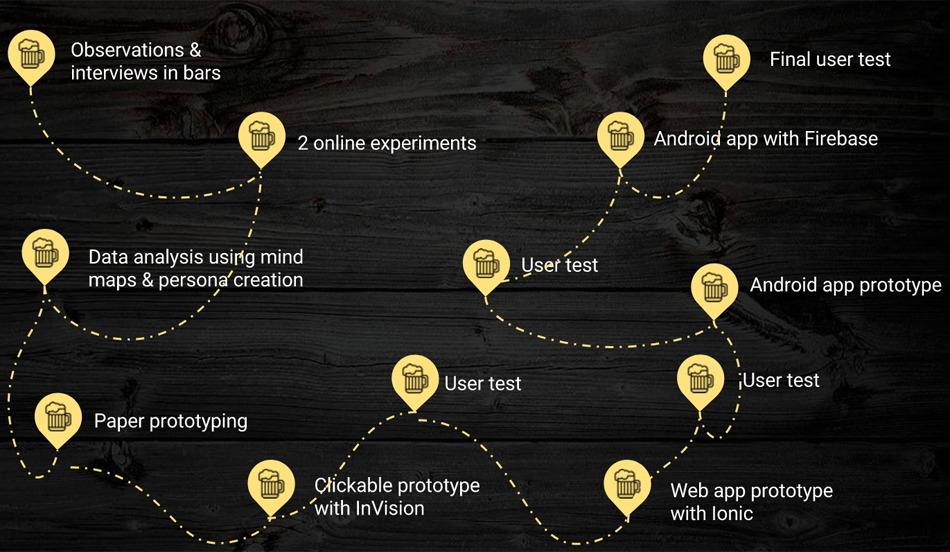 Observations &
interviews in bars
2 online experiments
Data analysis using mind
maps & persona creation
Paper prototyping
Clickable prototype
with InVision
User test
Web app prototype
with Ionic
User test
Android app prototype
User test
Android app with Firebase
Final user test